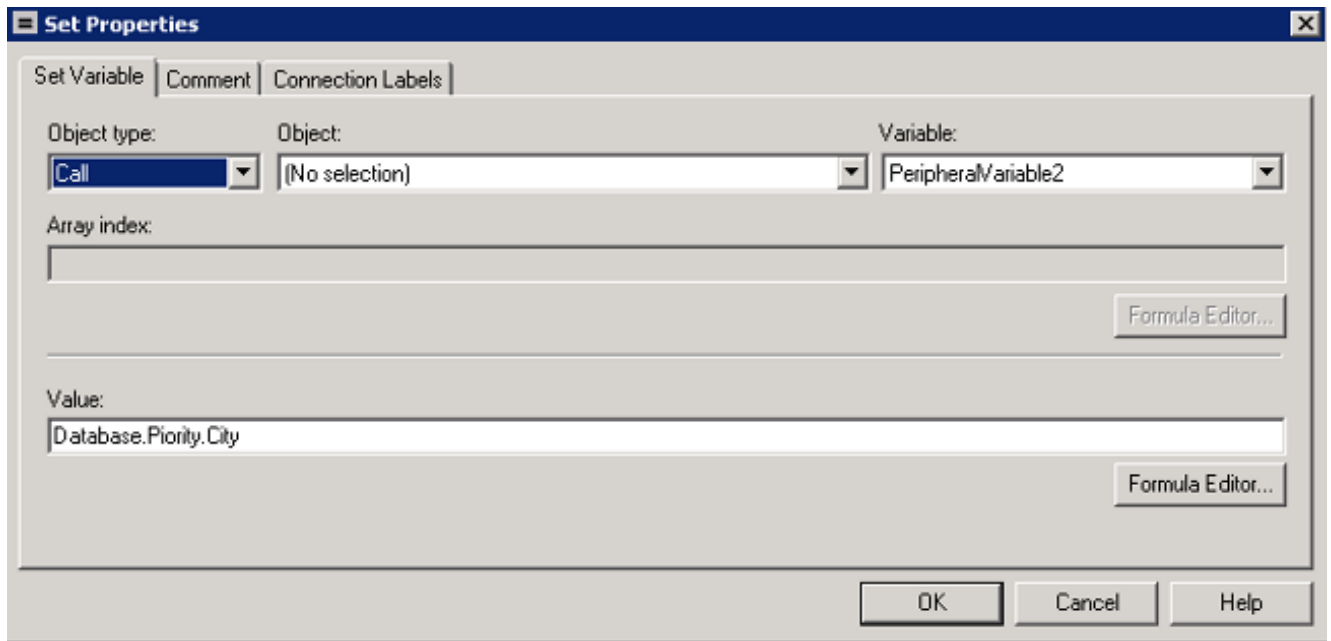 Set Properties
Set Variable Comment Connection Labels
Object type: Object: Variable:
Call (No selection) PeripheralVariable2
Array index:
Formula Editor...
Value:
Database.Piority.City
Formula Editor...
OK Cancel Help